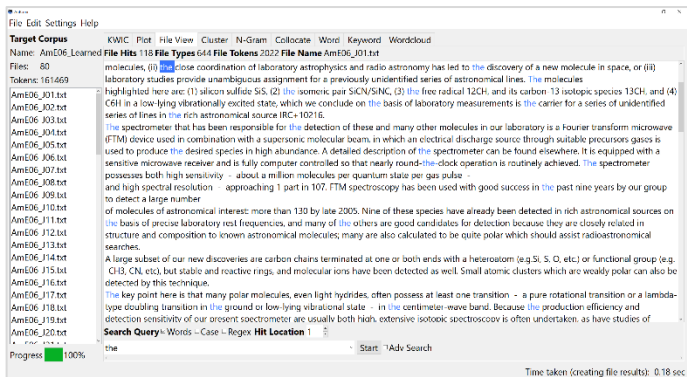 AntConc
File Edit Settings Help
Target Corpus
Name: AmE06_Learned
Files: 80
Tokens: 161469
AmE06_J01.txt
AmE06_J02.txt
AmE06_J03.txt
AmE06_J04.txt
AmE06_J05.txt
AmE06_J06.txt
AmE06_J07.txt
AmE06_J08.txt
AmE06_J09.txt
AmE06_J10.txt
AmE06_J11.txt
AmE06_J12.txt
AmE06_J13.txt
AmE06_J14.txt
AmE06_J15.txt
AmE06_J16.txt
AmE06_J17.txt
AmE06_J18.txt
AmE06_J19.txt
AmE06_J20.txt
AmE06_J21.txt
Progress 100%
KWIC Plot File View Cluster N-Gram Collocate Word Keyword Wordcloud
File Hits 118 File Types 644 File Tokens 2022 File Name AmE06_J01.txt
molecules, (ii) the close coordination of laboratory astrophysics and radio astronomy has led to the discovery of a new molecule in space, or (iii)
laboratory studies provide unambiguous assignment for a previously unidentified series of astronomical lines. The molecules
highlighted here are: (1) silicon sulfide SiS, (2) the isomeric pair SiCN/SiNC, (3) the free radical 12CH, and its carbon-13 isotopic species 13CH, and (4)
C6H in a low-lying vibrationally excited state, which we conclude on the basis of laboratory measurements is the carrier for a series of unidentified
series of lines in the rich astronomical source IRC+10216.
The spectrometer that has been responsible for the detection of these and many other molecules in our laboratory is a Fourier transform microwave
(FTM) device used in combination with a supersonic molecular beam, in which an electrical discharge source through suitable precursors gases is
used to produce the desired species in high abundance. A detailed description of the spectrometer can be found elsewhere. It is equipped with a
sensitive microwave receiver and is fully computer controlled so that nearly round-the-clock operation is routinely achieved. The spectrometer
possesses both high sensitivity - about a million molecules per quantum state per gas pulse -
and high spectral resolution - approaching 1 part in 107. FTM spectroscopy has been used with good success in the past nine years by our group
to detect a large number
of molecules of astronomical interest: more than 130 by late 2005. Nine of these species have already been detected in rich astronomical sources on
the basis of precise laboratory rest frequencies, and many of the others are good candidates for detection because they are closely related in
structure and composition to known astronomical molecules; many are also calculated to be quite polar which should assist radioastronomical
searches.
A large subset of our new discoveries are carbon chains terminated at one or both ends with a heteroatom (e.g.Si, S. O, etc.) or functional group (e.g.
CH3, CN, etc), but stable and reactive rings, and molecular ions have been detected as well. Small atomic clusters which are weakly polar can also be
detected by this technique.
The key point here is that many polar molecules, even light hydrides, often possess at least one transition - a pure rotational transition or a lambda-
type doubling transition in the ground or low-lying vibrational state - in the centimeter-wave band. Because the production efficiency and
detection sensitivity of our present spectrometer are usually both high, extensive isotopic spectroscopy is often undertaken, as have studies of
Search Query Words Case Regex Hit Location 1
the
Start Adv Search
Time taken (creating file results): 0.18 sec